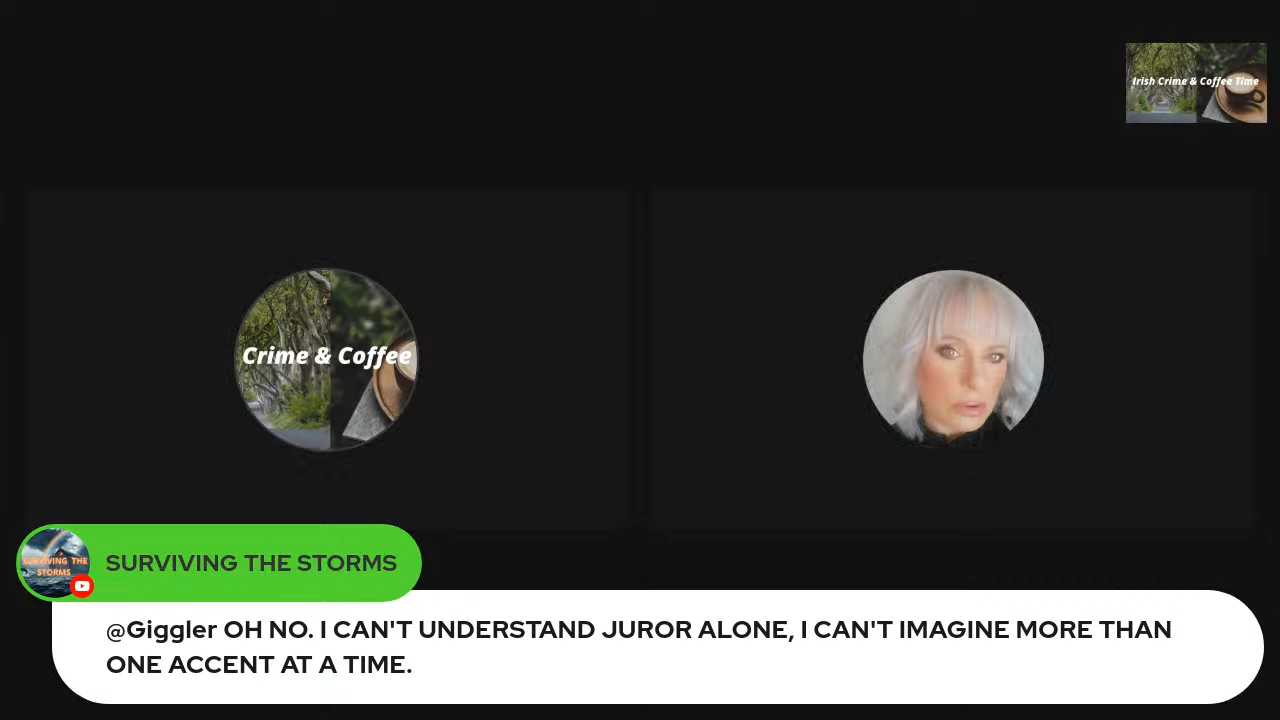 Irish Crime & Coffee Time
Crime & Coffee
SURVIVING THE
STORMS
SURVIVING THE STORMS
@Giggler OH NO. I CAN'T UNDERSTAND JUROR ALONE, I CAN'T IMAGINE MORE THAN
ONE ACCENT AT A TIME.